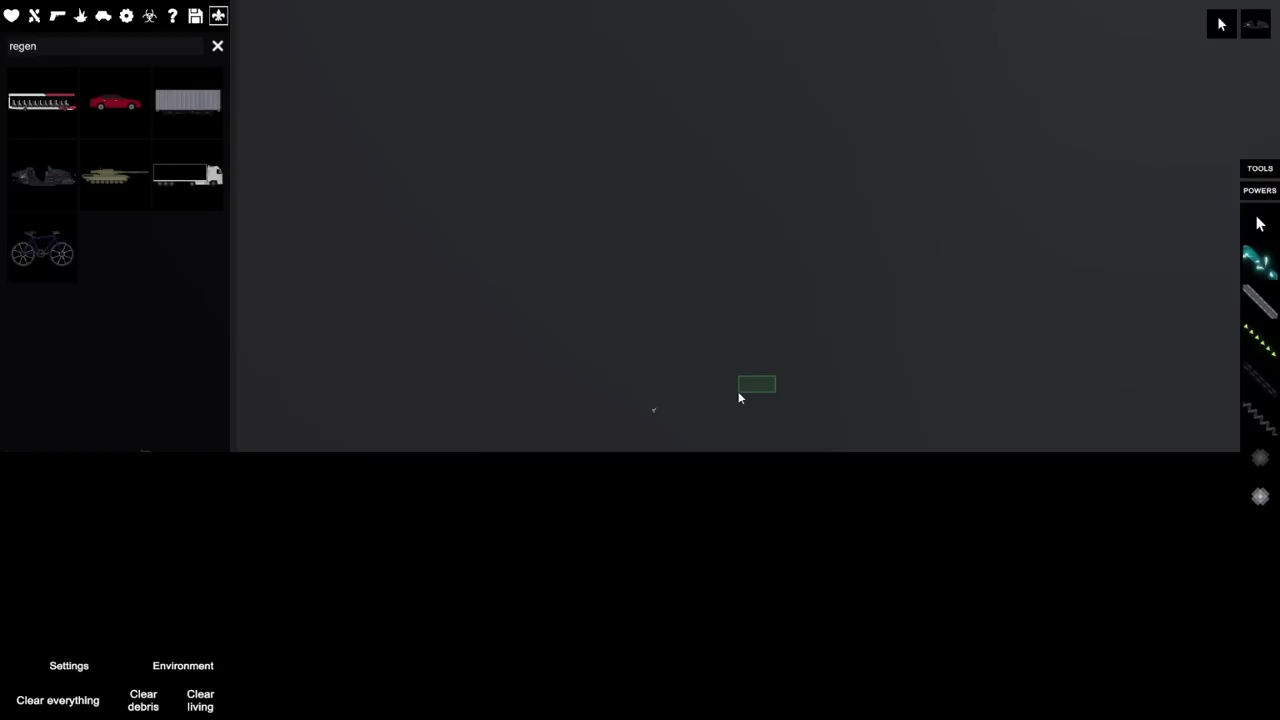 regen
TOOLS
POWERS
Settings
Environment
Clear everything
Clear
debris
Clear
living